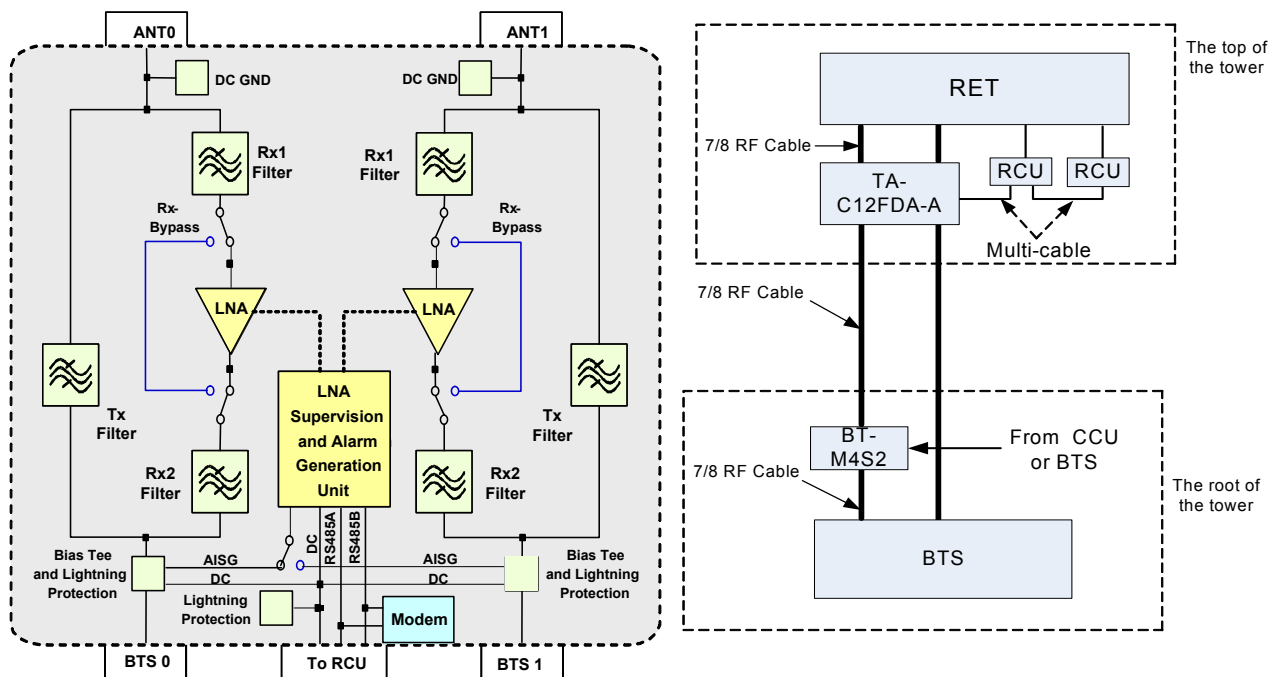 ANT0
ANT1
DC GND
DC GND
Rx1
Filter
Rx1
Filter
Rx-
Bypass
Rx-
Bypass
LNA
LNA
Tx
Filter
LNA
Supervision
and Alarm
Generation
Unit
Tx
Filter
Rx2
Filter
Rx2
Filter
DC
RS485A
RS485B
Bias Tee
and Lightning
Protection
AISG
DC
AISG
DC
Bias Tee
and Lightning
Protection
Lightning
Protection
Modem
BTS 0
To RCU
BTS 1
The top of
the tower
RET
7/8 RF Cable
TA-
C12FDA-A
RCU
RCU
Multi-cable
7/8 RF Cable
BT-
M4S2
From CCU
or BTS
7/8 RF Cable
The root of
the tower
BTS